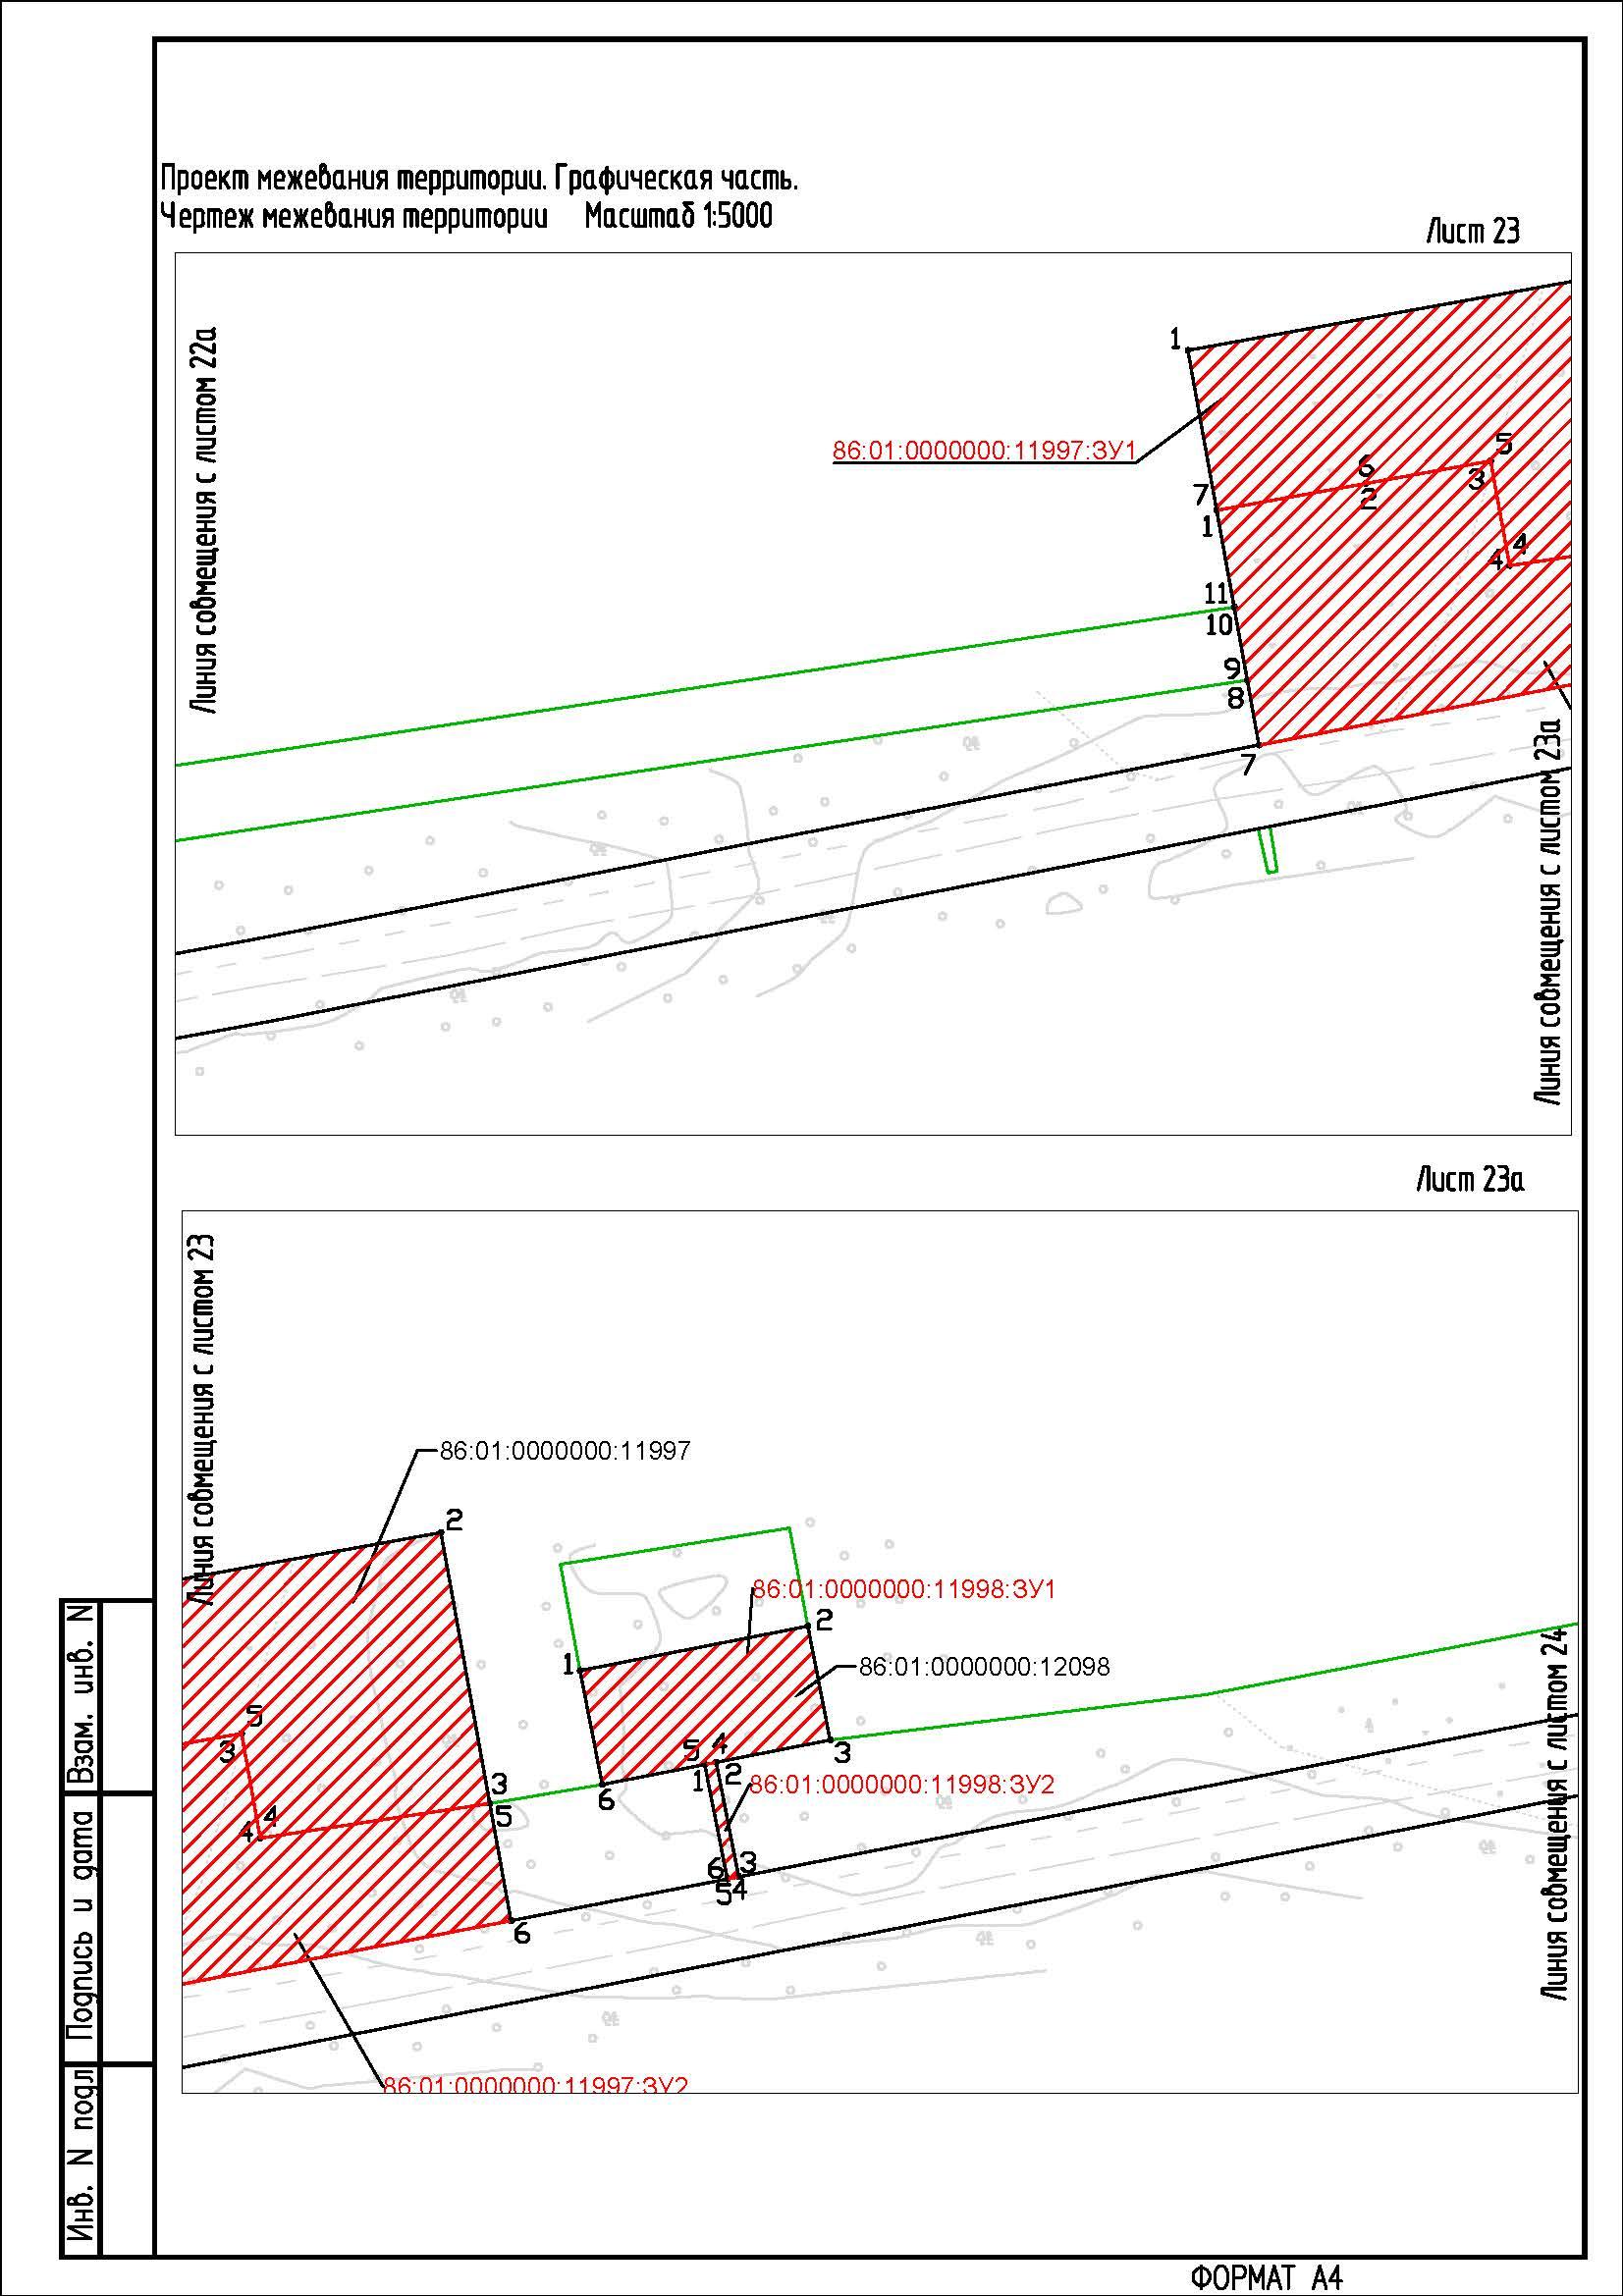 Проект межевания территории. Графическая часть.
Чертеж межевания территории Масштаб 1:5000
Лист 23
Линия совмещения с листом 22а
1
86:01:0000000:11997:ЗУ1
5
6
3
7
2
1
4
4
11
10
9
8
7
Линия совмещения с листом 23а
Лист 23а
Линия совмещения с листом 23
86:01:0000000:11997
2
86:01:0000000:11998:ЗУ1
2
1
86:01:0000000:12098
5
3
5
4
3
1
2
86:01:0000000:11998:ЗУ2
3
6
4
4
5
6
3
5
4
6
Линия совмещения с листом 24
86:01:0000000:11997:ЗУ2
Взам. инв. N
Подпись и дата
Инв. N подл
ФОРМАТ А4